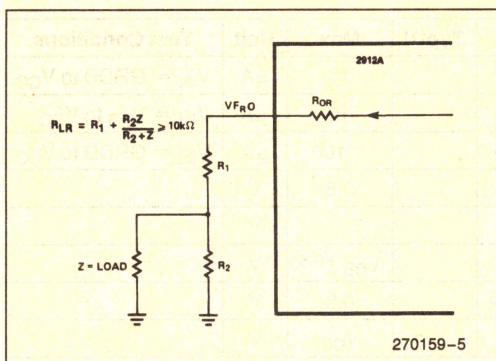 2912A
VF_RO
R_OR
R_LR = R_1 + R_2Z / R_2+Z ⩾ 10kΩ
R_1
Z = LOAD
R_2
270159–5